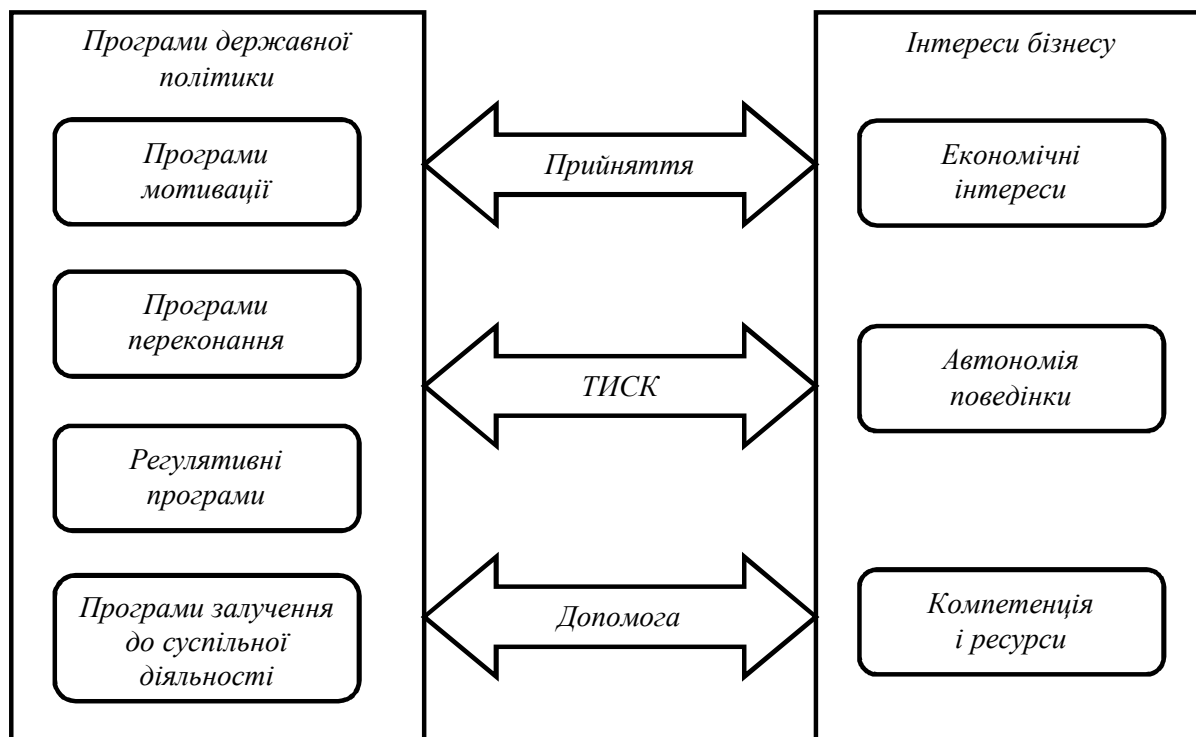 Програми державної
політики
Програми
мотивації
Програми
переконання
Регулятивні
програми
Програми залучення
до суспільної
діяльності
Прийняття
ТИСК
Допомога
Інтереси бізнесу
Економічні
інтереси
Автономія
поведінки
Компетенція
і ресурси